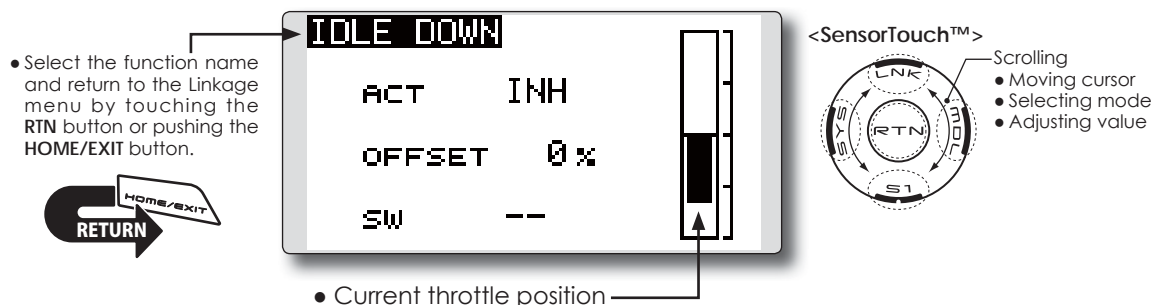 ● Select the function name
and return to the Linkage
menu by touching the
RTN button or pushing the
HOME/EXIT button.
HOME/EXIT
RETURN
IDLE DOWN
ACT INH
OFFSET 0%
SW --
● Current throttle position
<SensorTouch™>
LNK
SYS
RTN
MDL
S1
Scrolling
● Moving cursor
● Selecting mode
● Adjusting value